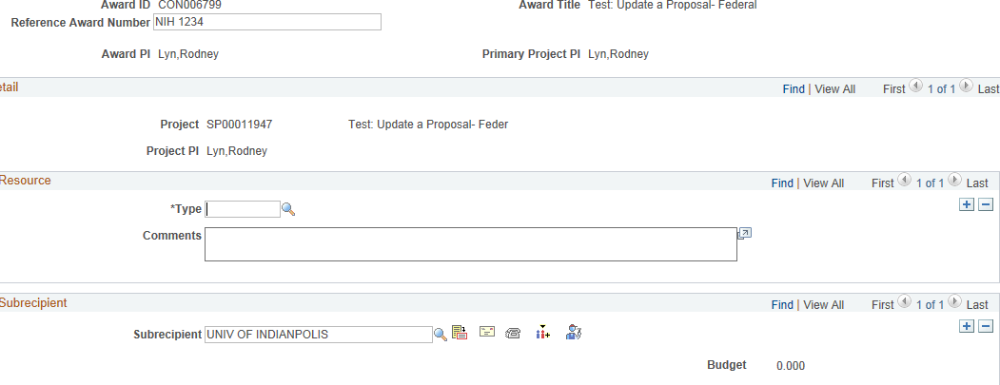 Award ID CON006799 Award Title Test: Update a Proposal- Federal
Reference Award Number NIH 1234
Award PI Lyn,Rodney Primary Project PI Lyn,Rodney
etail Find | View All First 1 of 1 Last
Project SP00011947 Test: Update a Proposal- Feder
Project PI Lyn,Rodney
Resource Find | View All First 1 of 1 Last
*Type
Comments
Subrecipient Find | View All First 1 of 1 Last
Subrecipient UNIV OF INDIANPOLIS
Budget 0.000